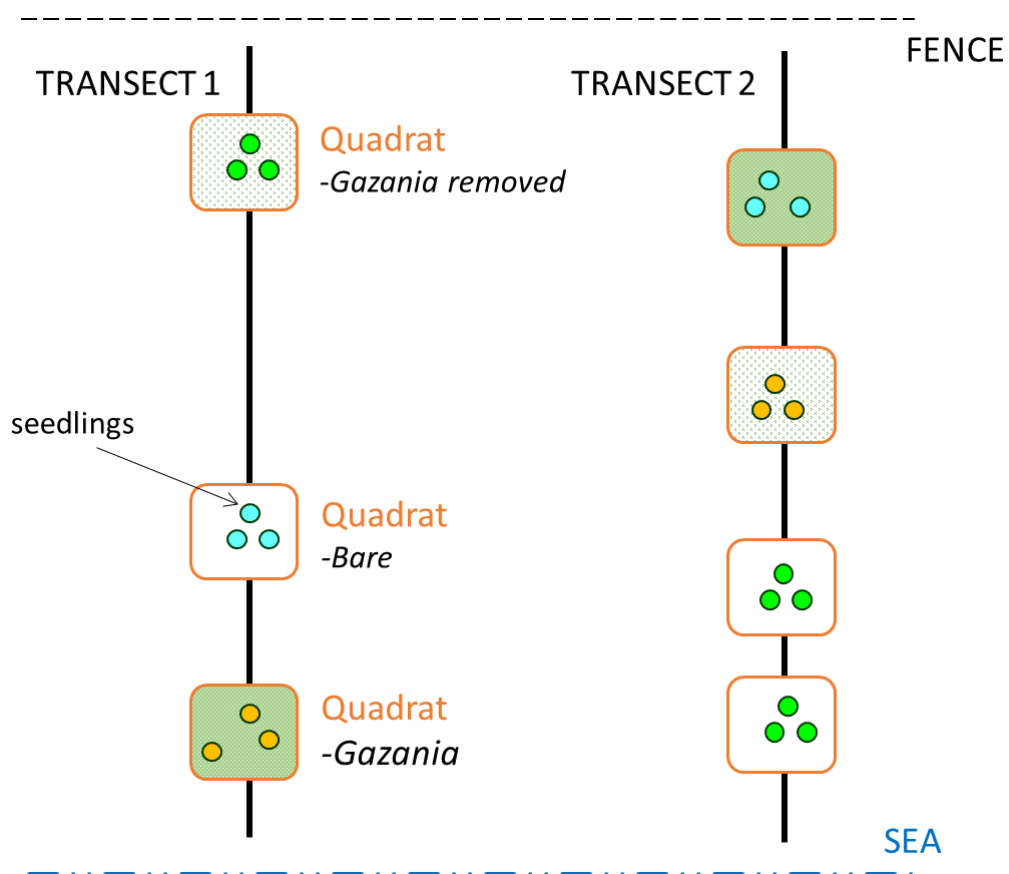 FENCE
TRANSECT 1
TRANSECT 2
Quadrat
-Gazania removed
seedlings
Quadrat
-Bare
Quadrat
-Gazania
SEA